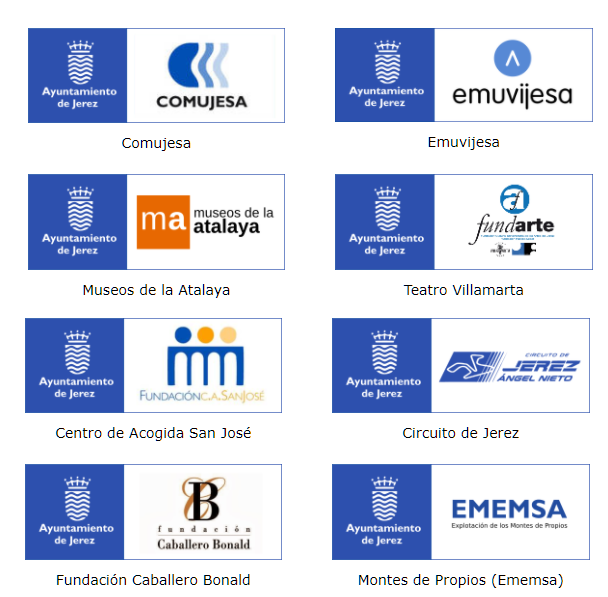 Ayuntamiento
de Jerez
COMUJESA
Comujesa
Ayuntamiento
de Jerez
emuvijesa
Emuvijesa
Ayuntamiento
de Jerez
ma
museos de la
atalaya
Museos de la Atalaya
Ayuntamiento
de Jerez
fundarte
Teatro Villamarta
Ayuntamiento
de Jerez
FUNDACIÓN C.A. SANJOSÉ
Centro de Acogida San José
Ayuntamiento
de Jerez
CIRCUITO DE
JEREZ
ÁNGEL NIETO
Circuito de Jerez
Ayuntamiento
de Jerez
B
fundación
Caballero Bonald
Fundación Caballero Bonald
Ayuntamiento
de Jerez
EMEMSA
Explotación de los Montes de Propios
Montes de Propios (Ememsa)